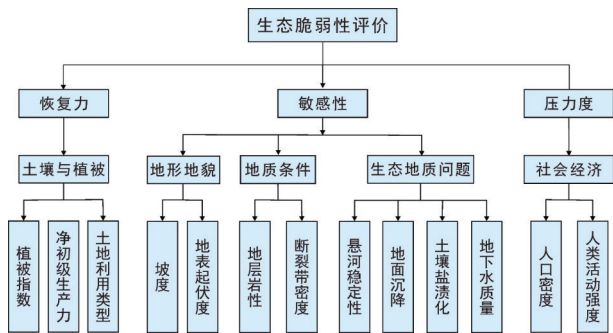 生态脆弱性评价
恢复力
敏感性
压力度
土壤与植被
地形地貌
地质条件
生态地质问题
社会经济
植被指数
净初级生产力
土地利用类型
坡度
地表起伏度
地层岩性
断裂带密度
悬河稳定性
地面沉降
土壤盐渍化
地下水质量
人口密度
人类活动强度